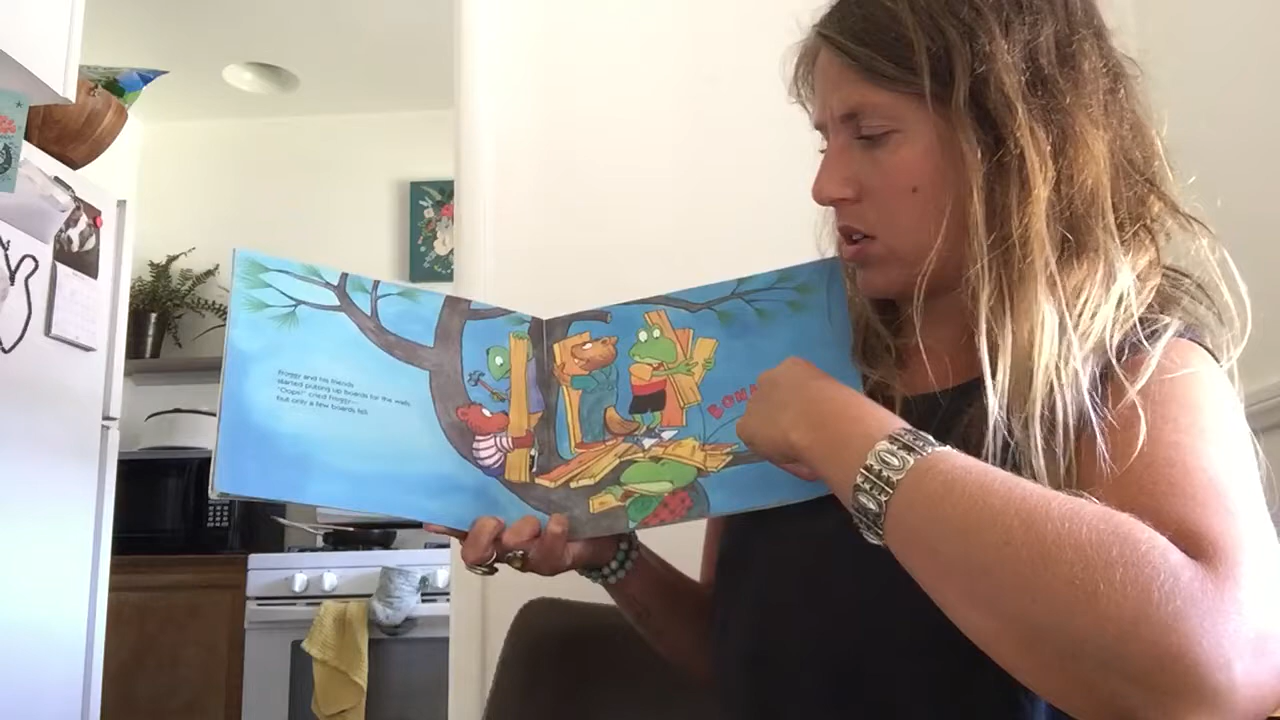 Froggy and his friends
started putting up boards for the walls.
"Oops!" cried Froggy—
but only a few boards fell.